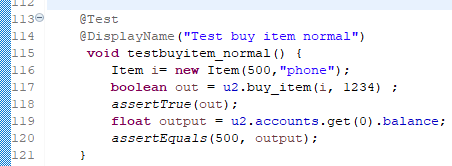 112
113 @Test
114 @DisplayName("Test buy item normal")
115 void testbuyitem_normal() {
116 Item i= new Item(500,"phone");
117 boolean out = u2.buy_item(i, 1234) ;
118 assertTrue(out);
119 float output = u2.accounts.get(0).balance;
120 assertEquals(500, output);
121 }